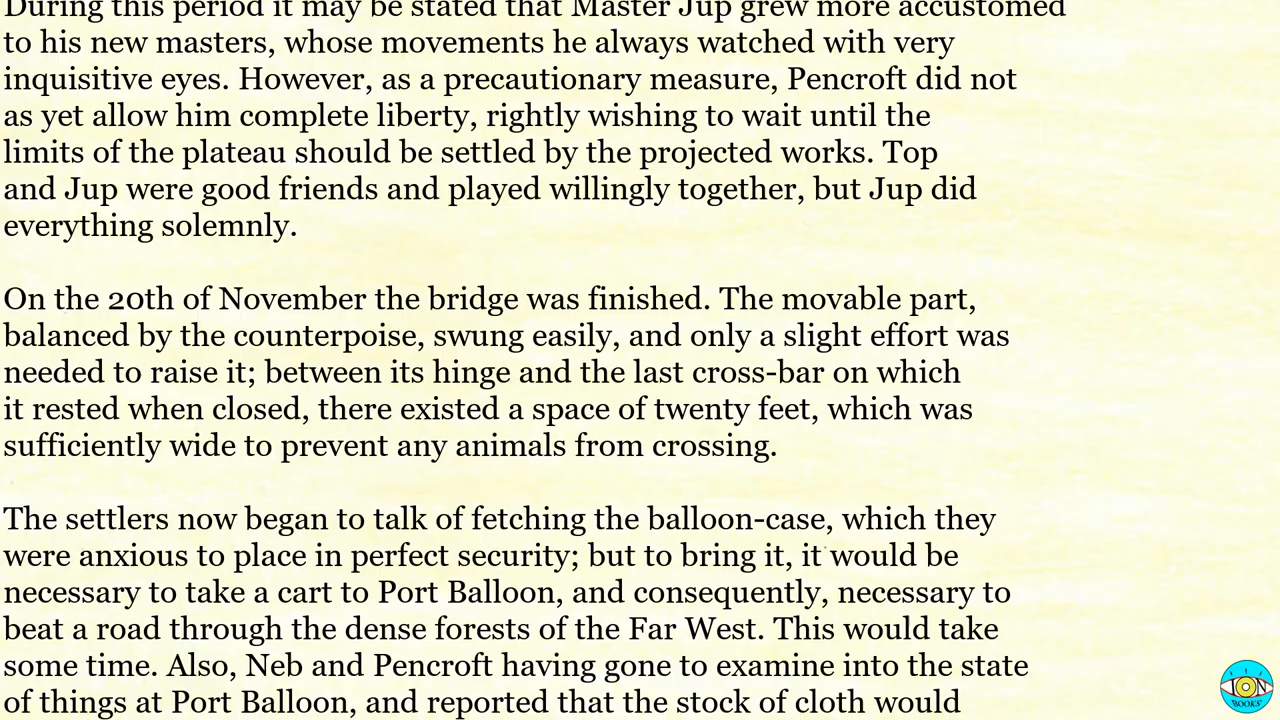 During this period it may be stated that Master Jup grew more accustomed
to his new masters, whose movements he always watched with very
inquisitive eyes. However, as a precautionary measure, Pencroft did not
as yet allow him complete liberty, rightly wishing to wait until the
limits of the plateau should be settled by the projected works. Top
and Jup were good friends and played willingly together, but Jup did
everything solemnly.
On the 20th of November the bridge was finished. The movable part,
balanced by the counterpoise, swung easily, and only a slight effort was
needed to raise it; between its hinge and the last cross-bar on which
it rested when closed, there existed a space of twenty feet, which was
sufficiently wide to prevent any animals from crossing.
The settlers now began to talk of fetching the balloon-case, which they
were anxious to place in perfect security; but to bring it, it would be
necessary to take a cart to Port Balloon, and consequently, necessary to
beat a road through the dense forests of the Far West. This would take
some time. Also, Neb and Pencroft having gone to examine into the state
of things at Port Balloon, and reported that the stock of cloth would
ION
BOOKS